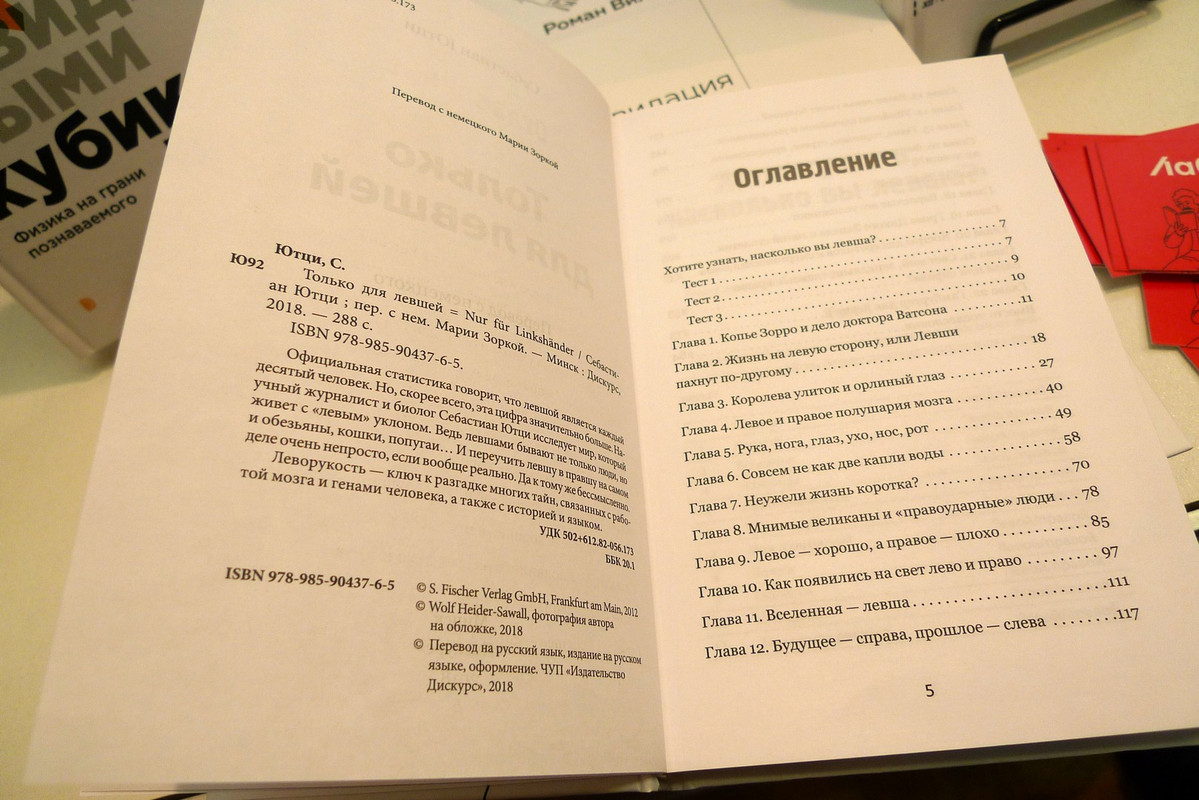 .173
Перевод с немецкого Марии Зоркой
Ютци, С.
Ю92
Только для левшей = Nur für Linkshänder / Себасти-
ан Ютци ; пер. с нем. Марии Зоркой. — Минск : Дискурс,
2018. — 288 с.
ISBN 978-985-90437-6-5.
Официальная статистика говорит, что левшой является каждый
десятый человек. Но, скорее всего, эта цифра значительно больше. На-
учный журналист и биолог Себастиан Ютци исследует мир, который
живет с «левым» уклоном. Ведь левшами бывают не только люди, но
и обезьяны, кошки, попугаи… И переучить левшу в правшу на самом
деле очень непросто, если вообще реально. Да к тому же бессмысленно.
Леворукость — ключ к разгадке многих тайн, связанных с рабо-
той мозга и генами человека, а также с историей и языком.
УДК 502+612.82-056.173
ББК 20.1
ISBN 978-985-90437-6-5
© S. Fischer Verlag GmbH, Frankfurt am Main, 2012
© Wolf Heider-Sawall, фотография автора
на обложке, 2018
© Перевод на русский язык, издание на русском
языке, оформление. ЧУП «Издательство
Дискурс», 2018
Оглавление
Хотите узнать, насколько вы левша? . . . . . . . . . . . . . . . . . . 7
Тест 1 . . . . . . . . . . . . . . . . . . . . . . . . . . . . . . . . . . 7
Тест 2 . . . . . . . . . . . . . . . . . . . . . . . . . . . . . . . . . . 9
Тест 3 . . . . . . . . . . . . . . . . . . . . . . . . . . . . . . . . . . 10
Глава 1. Копье Зорро и дело доктора Ватсона . . . . . . . . . . 11
Глава 2. Жизнь на левую сторону, или Левши
пахнут по-другому . . . . . . . . . . . . . . . . . . . . . . . . . . . 18
Глава 3. Королева улиток и орлиный глаз . . . . . . . . . . . 27
Глава 4. Левое и правое полушария мозга . . . . . . . . . . . 40
Глава 5. Рука, нога, глаз, ухо, нос, рот . . . . . . . . . . . . . 49
Глава 6. Совсем не как две капли воды . . . . . . . . . . . . . 58
Глава 7. Неужели жизнь коротка? . . . . . . . . . . . . . . . . 70
Глава 8. Мнимые великаны и «правоударные» люди . . . 78
Глава 9. Левое — хорошо, а правое — плохо . . . . . . . . . . 85
Глава 10. Как появились на свет лево и право . . . . . . . . . 97
Глава 11. Вселенная — левша . . . . . . . . . . . . . . . . . . . . 111
Глава 12. Будущее — справа, прошлое — слева . . . . . . . . 117
5
ыми
куби
Физика на грани
познаваемого
Роман
Ла